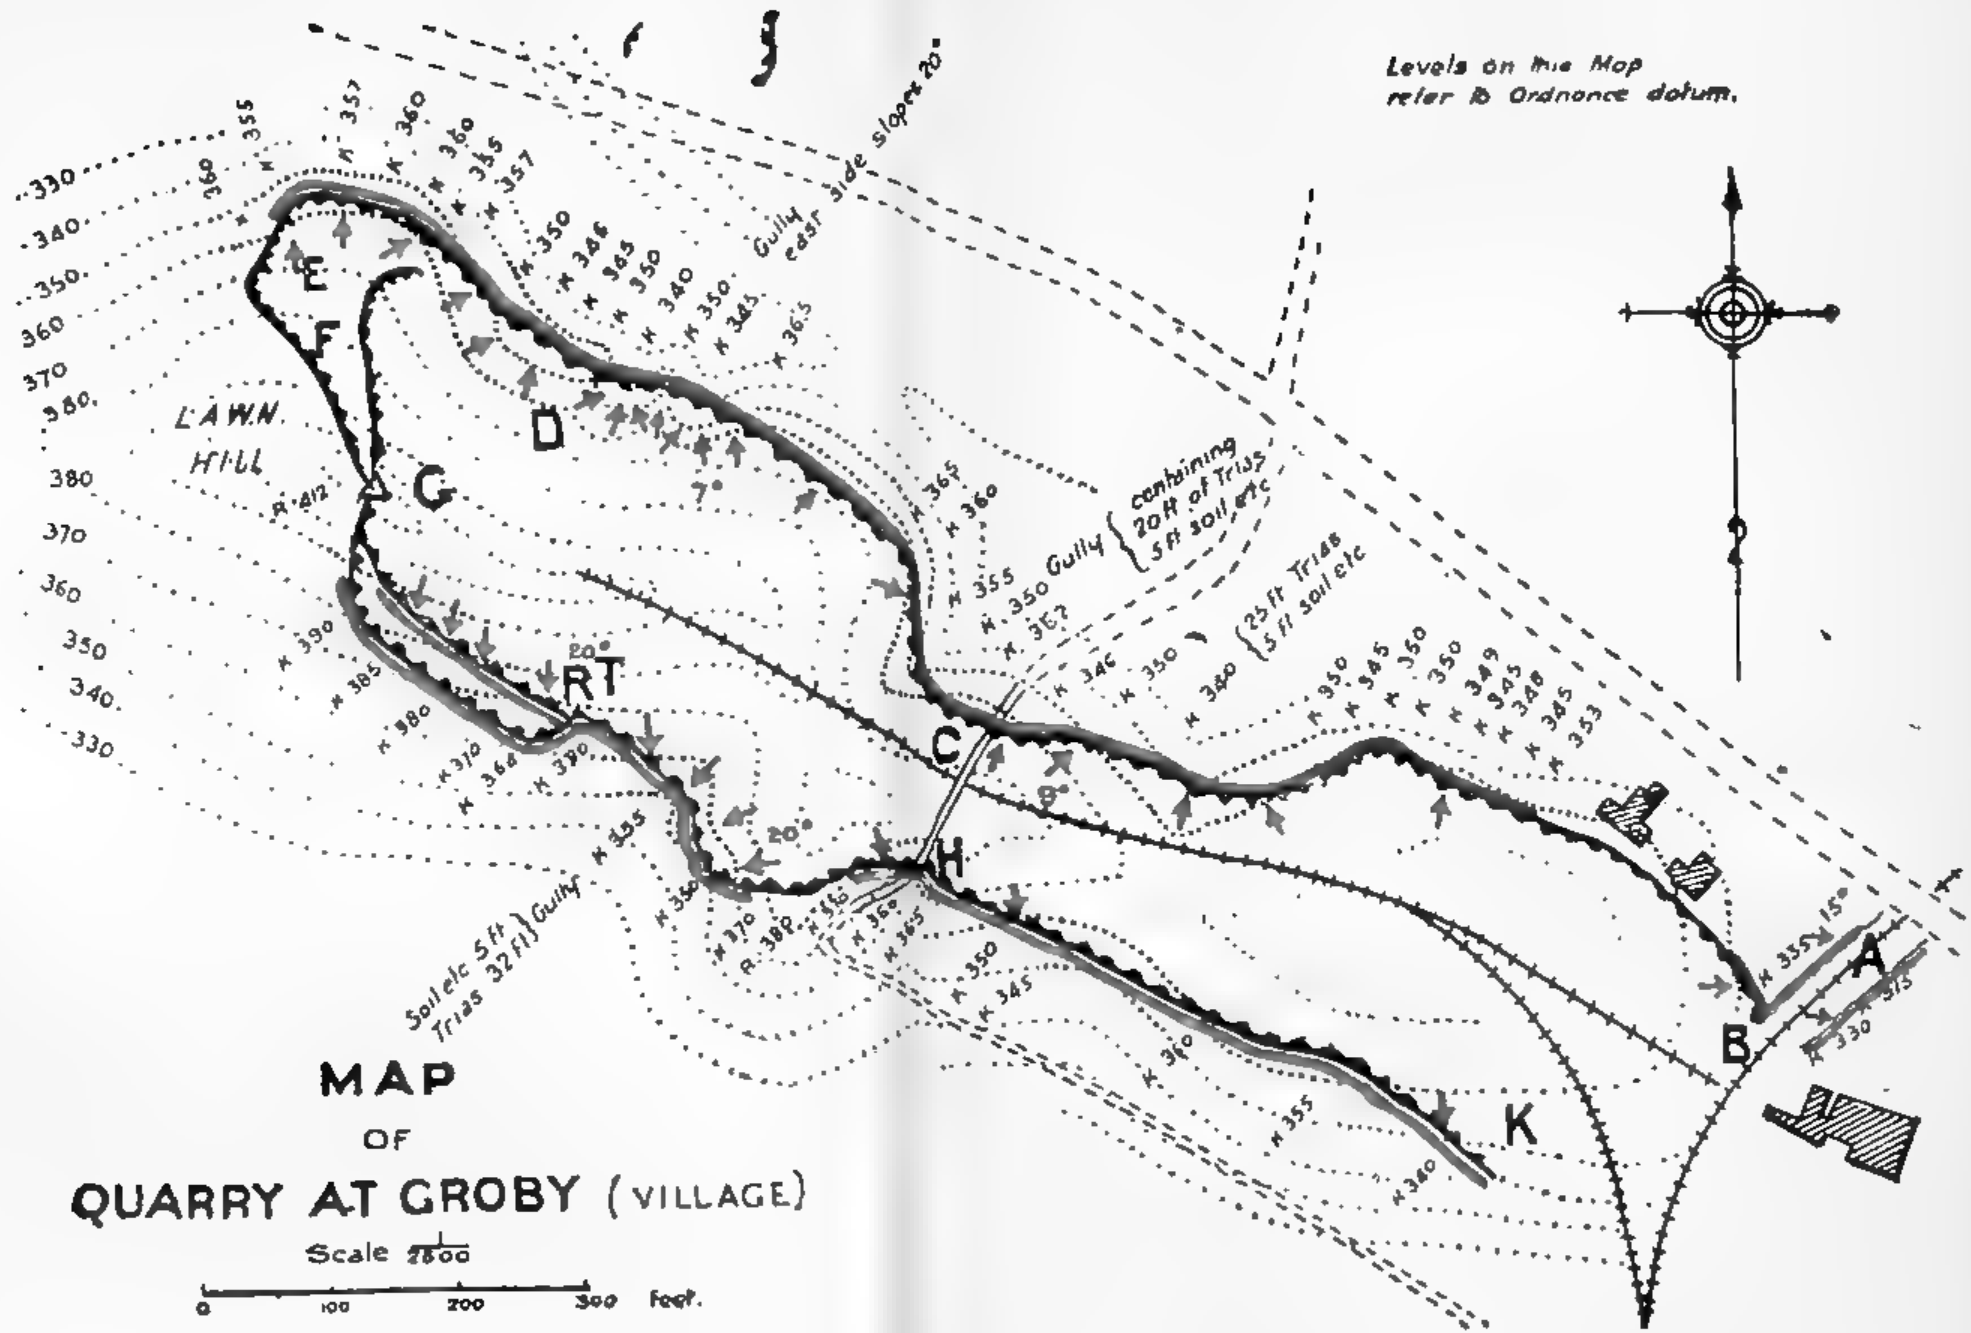 Levels on this Map
refer to Ordnance datum.
Gully
east side slopes 20°
330
340
350
360
370
380
380
370
360
350
340
330
360
K 355
K 357
K 360
K 360
K 355
K 357
K 350
K 346
K 345
K 350
K 340
K 350
K 345
K 365
E
F
LAWN
HILL
R 412
G
D
7°
K 365
K 360
K 355
K 350 Gully
containing
20 ft of Trias
5 ft soil, etc
K 346
K 350
K 340
25 ft Trias
5 ft soil etc
K 350
K 345
K 350
K 350
K 349
K 345
K 348
K 345
K 353
K 390
K 385
K 380
K 370
K 360
K 390
K 355
20°
RT
20°
C
8°
H
K 350
K 370
R 380
K 360
K 365
Tr
K 350
K 345
K 360
K 355
K 340
K
K 335
15°
A
315
K 330
B
Soil etc 5 ft
Trias 32 ft
Gully
MAP
OF
QUARRY AT GROBY (VILLAGE)
Scale 1/2500
0 100 200 300 Feet.